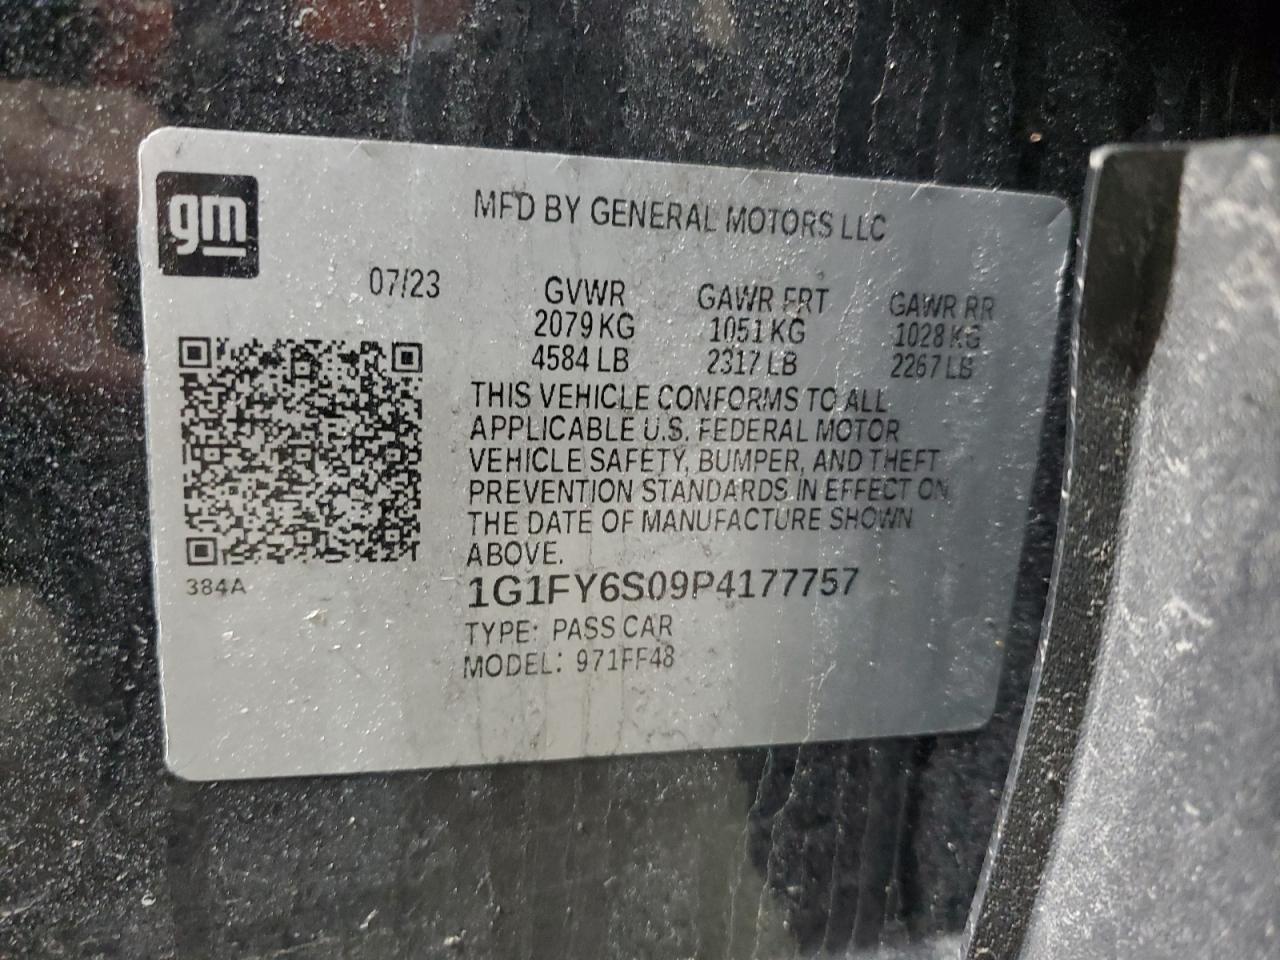 gm
MFD BY GENERAL MOTORS LLC
07/23
GVWR GAWR FRT GAWR RR
2079 KG 1051 KG 1028 KG
4584 LB 2317 LB 2267 LB
THIS VEHICLE CONFORMS TO ALL
APPLICABLE U.S. FEDERAL MOTOR
VEHICLE SAFETY, BUMPER, AND THEFT
PREVENTION STANDARDS IN EFFECT ON
THE DATE OF MANUFACTURE SHOWN
ABOVE.
384A
1G1FY6S09P4177757
TYPE: PASS CAR
MODEL: 971FF48